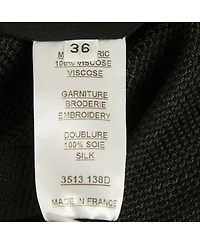 36
100% VISCOSE
VISCOSE
GARNITURE
BRODERIE
EMBROIDERY
DOUBLURE
100% SOIE
SILK
3513 138D
MADE IN FRANCE